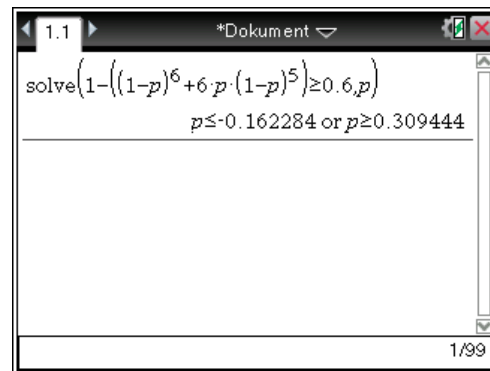 1.1 *Dokument
solve(1-((1-p)^6+6·p·(1-p)^5)≥0.6,p)
p≤-0.162284 or p≥0.309444
1/99